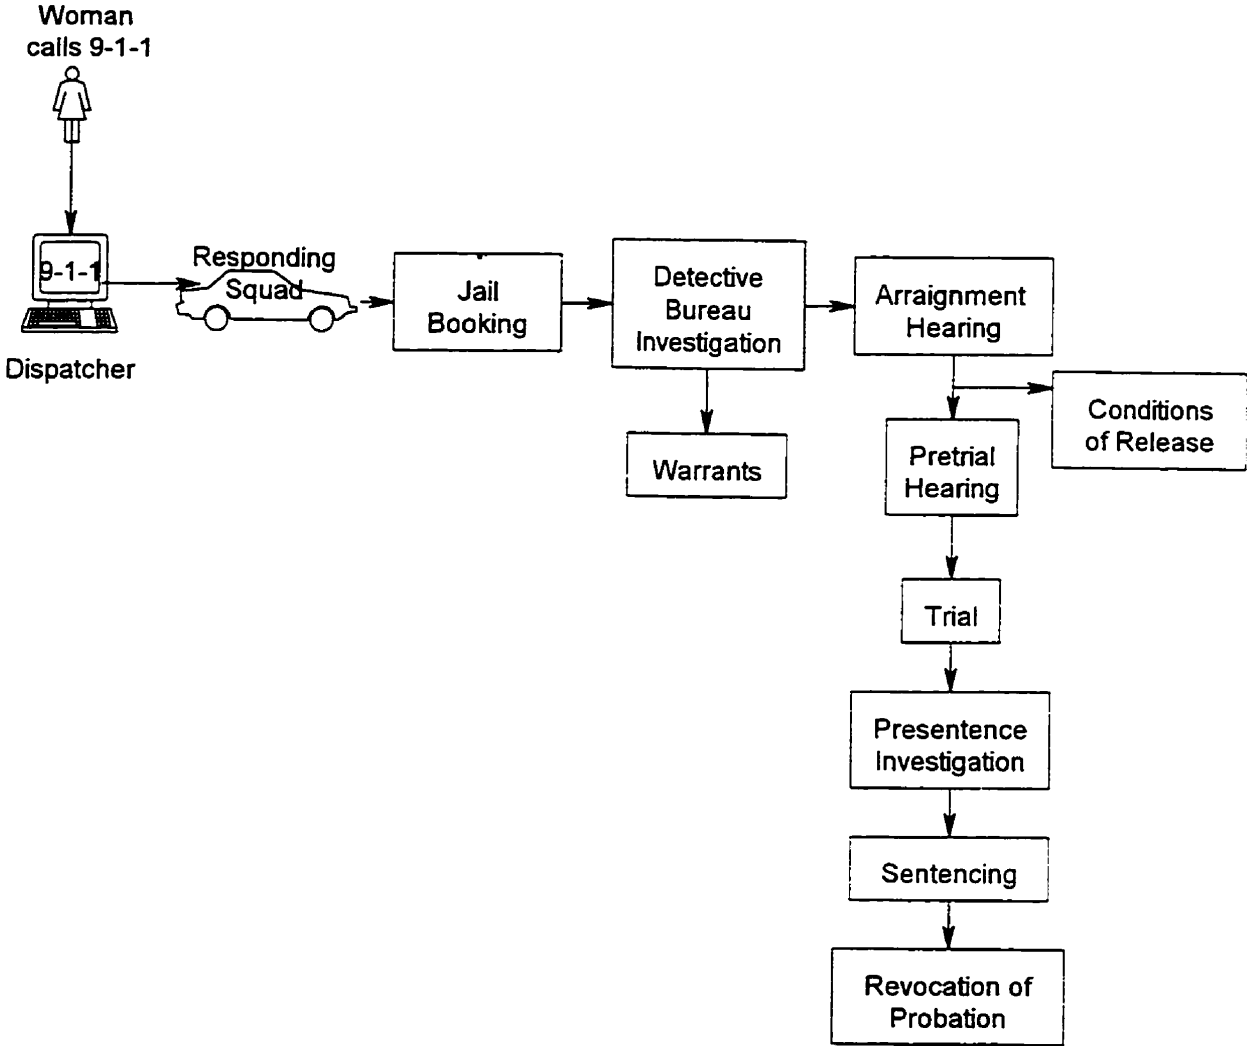 Woman
calls 9-1-1
9-1-1
Dispatcher
Responding
Squad
Jail
Booking
Detective
Bureau
Investigation
Warrants
Arraignment
Hearing
Conditions
of Release
Pretrial
Hearing
Trial
Presentence
Investigation
Sentencing
Revocation of
Probation